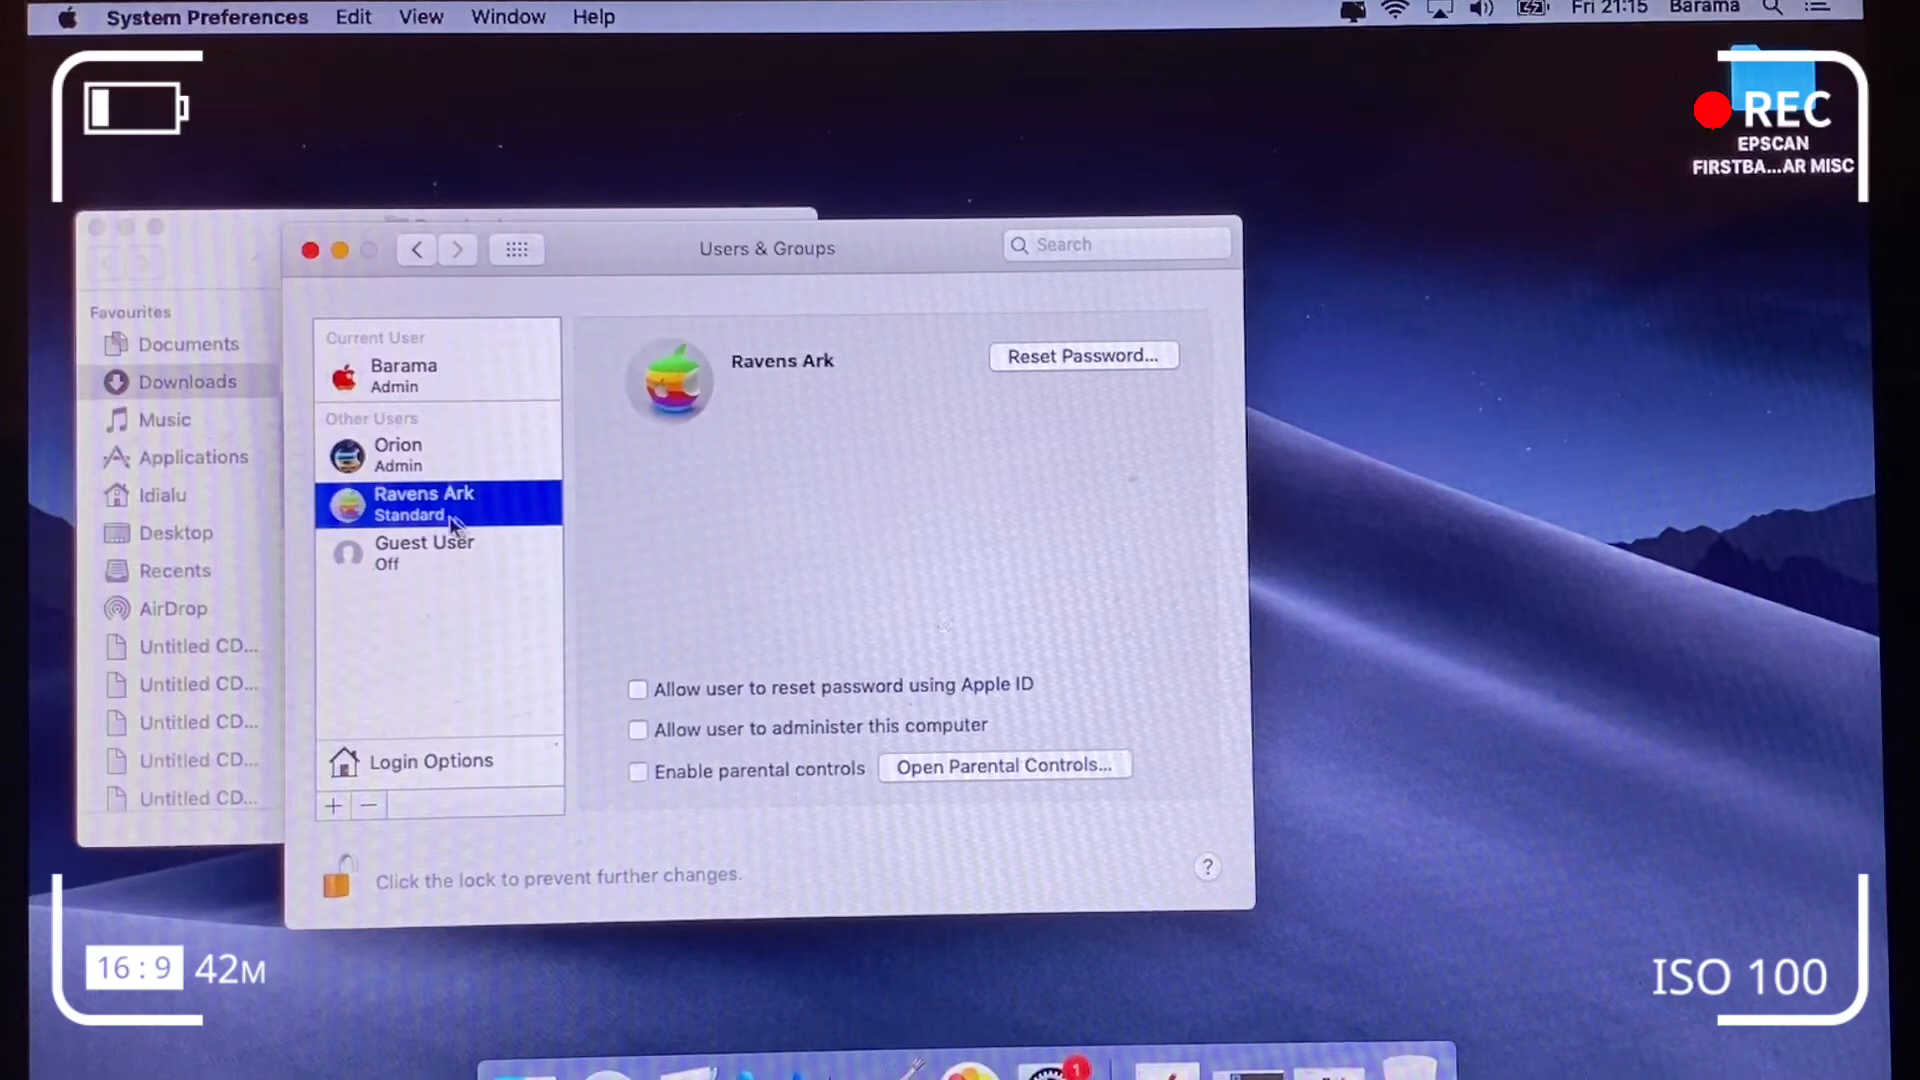 System Preferences Edit View Window Help
Fri 21:15 Barama
REC
EPSCAN
FIRSTBA...AR MISC
Users & Groups
Search
Favourites
Documents
Downloads
Music
Applications
Idialu
Desktop
Recents
AirDrop
Untitled CD...
Untitled CD...
Untitled CD...
Untitled CD...
Untitled CD...
Current User
Barama
Admin
Other Users
Orion
Admin
Ravens Ark
Standard
Guest User
Off
Login Options
+ −
Ravens Ark
Reset Password...
Allow user to reset password using Apple ID
Allow user to administer this computer
Enable parental controls
Open Parental Controls...
Click the lock to prevent further changes.
?
16:9 42M
ISO 100
1